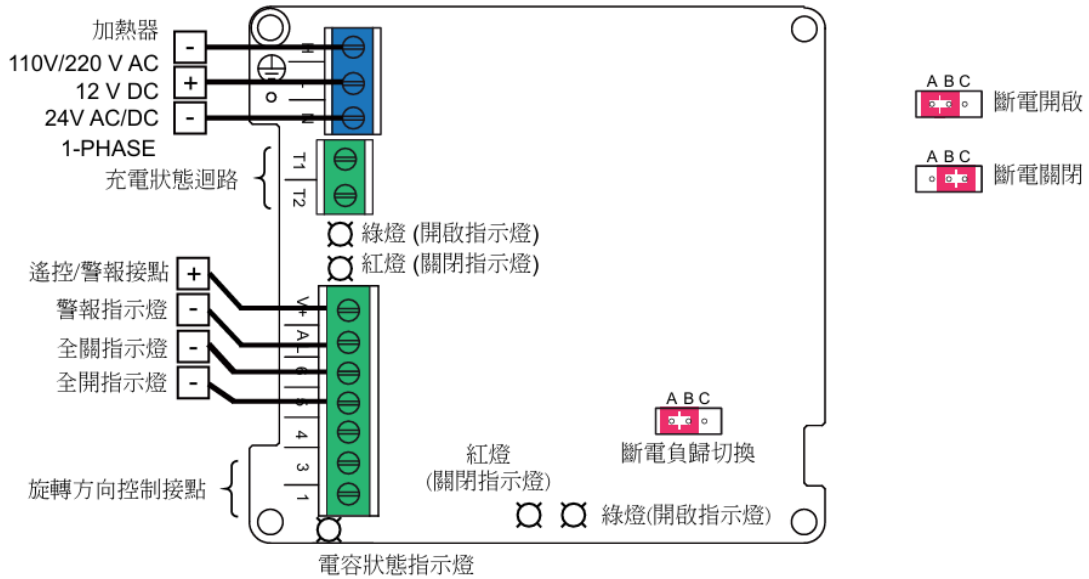 加熱器
110V/220 V AC
12 V DC
24V AC/DC
1-PHASE
-
+
-
H
L
N
充電狀態迴路
T1
T2
綠燈 (開啟指示燈)
紅燈 (關閉指示燈)
遙控/警報接點
+
警報指示燈
-
全關指示燈
-
全開指示燈
-
V+
AL
6
5
4
3
1
旋轉方向控制接點
電容狀態指示燈
紅燈
(關閉指示燈)
綠燈(開啟指示燈)
A B C
斷電負歸切換
A B C
斷電開啟
A B C
斷電關閉